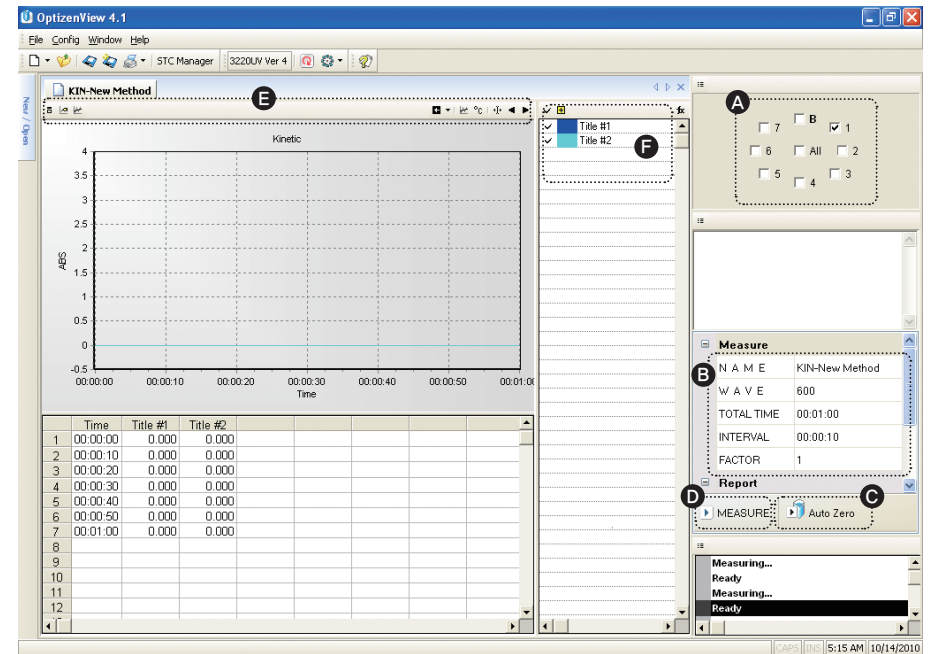 OptizenView 4.1
File Config Window Help
STC Manager 3220UV Ver 4
New / Open
KIN-New Method
E
°C
fx
Kinetic
4
3.5
3
2.5
2
1.5
1
0.5
0
-0.5
ABS
00:00:00 00:00:10 00:00:20 00:00:30 00:00:40 00:00:50 00:01:00
Time
Title #1
Title #2
F
A
B
7 1
6 All 2
5 3
4
Measure
B
N A M E KIN-New Method
W A V E 600
TOTAL TIME 00:01:00
INTERVAL 00:00:10
FACTOR 1
Report
D C
MEASURE Auto Zero
Time Title #1 Title #2
1 00:00:00 0.000 0.000
2 00:00:10 0.000 0.000
3 00:00:20 0.000 0.000
4 00:00:30 0.000 0.000
5 00:00:40 0.000 0.000
6 00:00:50 0.000 0.000
7 00:01:00 0.000 0.000
8
9
10
11
12
Measuring...
Ready
Measuring...
Ready
CAPS INS 5:15 AM 10/14/2010